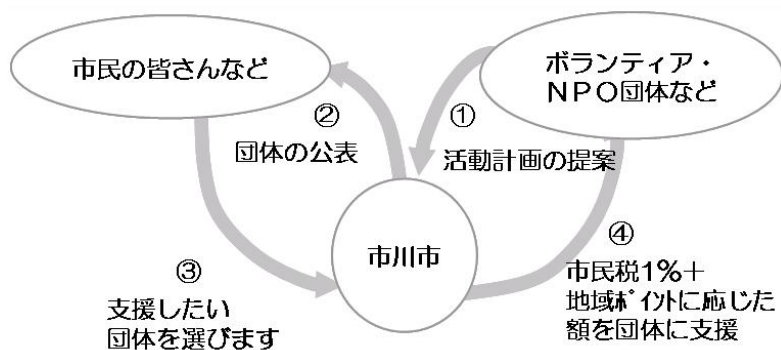 市民の皆さんなど
ボランティア・
ＮＰＯ団体など
①
活動計画の提案
②
団体の公表
市川市
③
支援したい
団体を選びます
④
市民税1％＋
地域ﾎﾟｲﾝﾄに応じた
額を団体に支援